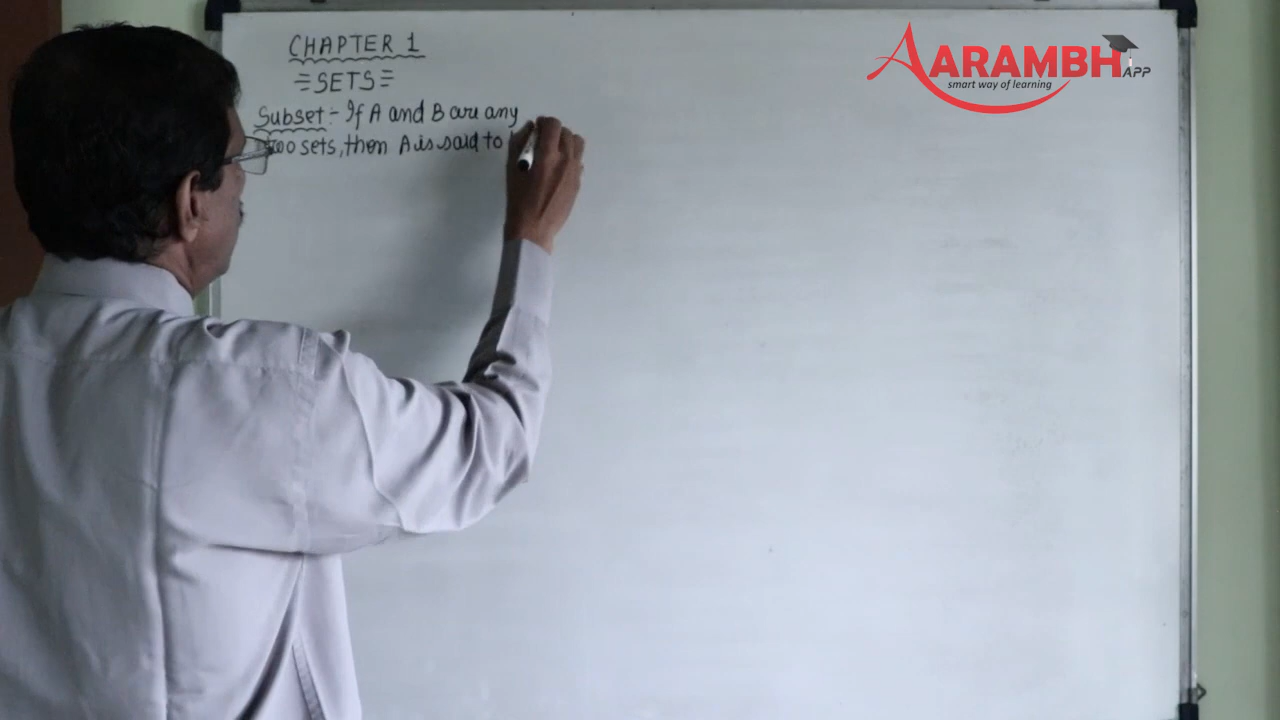 CHAPTER 1
SETS
Subset:- If A and B are any
two sets, then A is said to
AARAMBH APP
smart way of learning